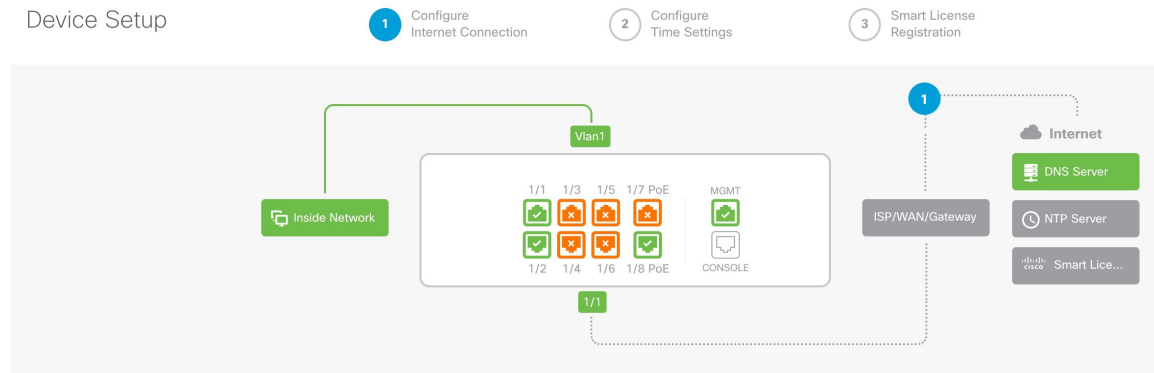 Device Setup
1
Configure
Internet Connection
2
Configure
Time Settings
3
Smart License
Registration
1
Internet
Vlan1
DNS Server
1/1 1/3 1/5 1/7 PoE MGMT
Inside Network
ISP/WAN/Gateway
NTP Server
1/2 1/4 1/6 1/8 PoE CONSOLE
cisco Smart Lice...
1/1